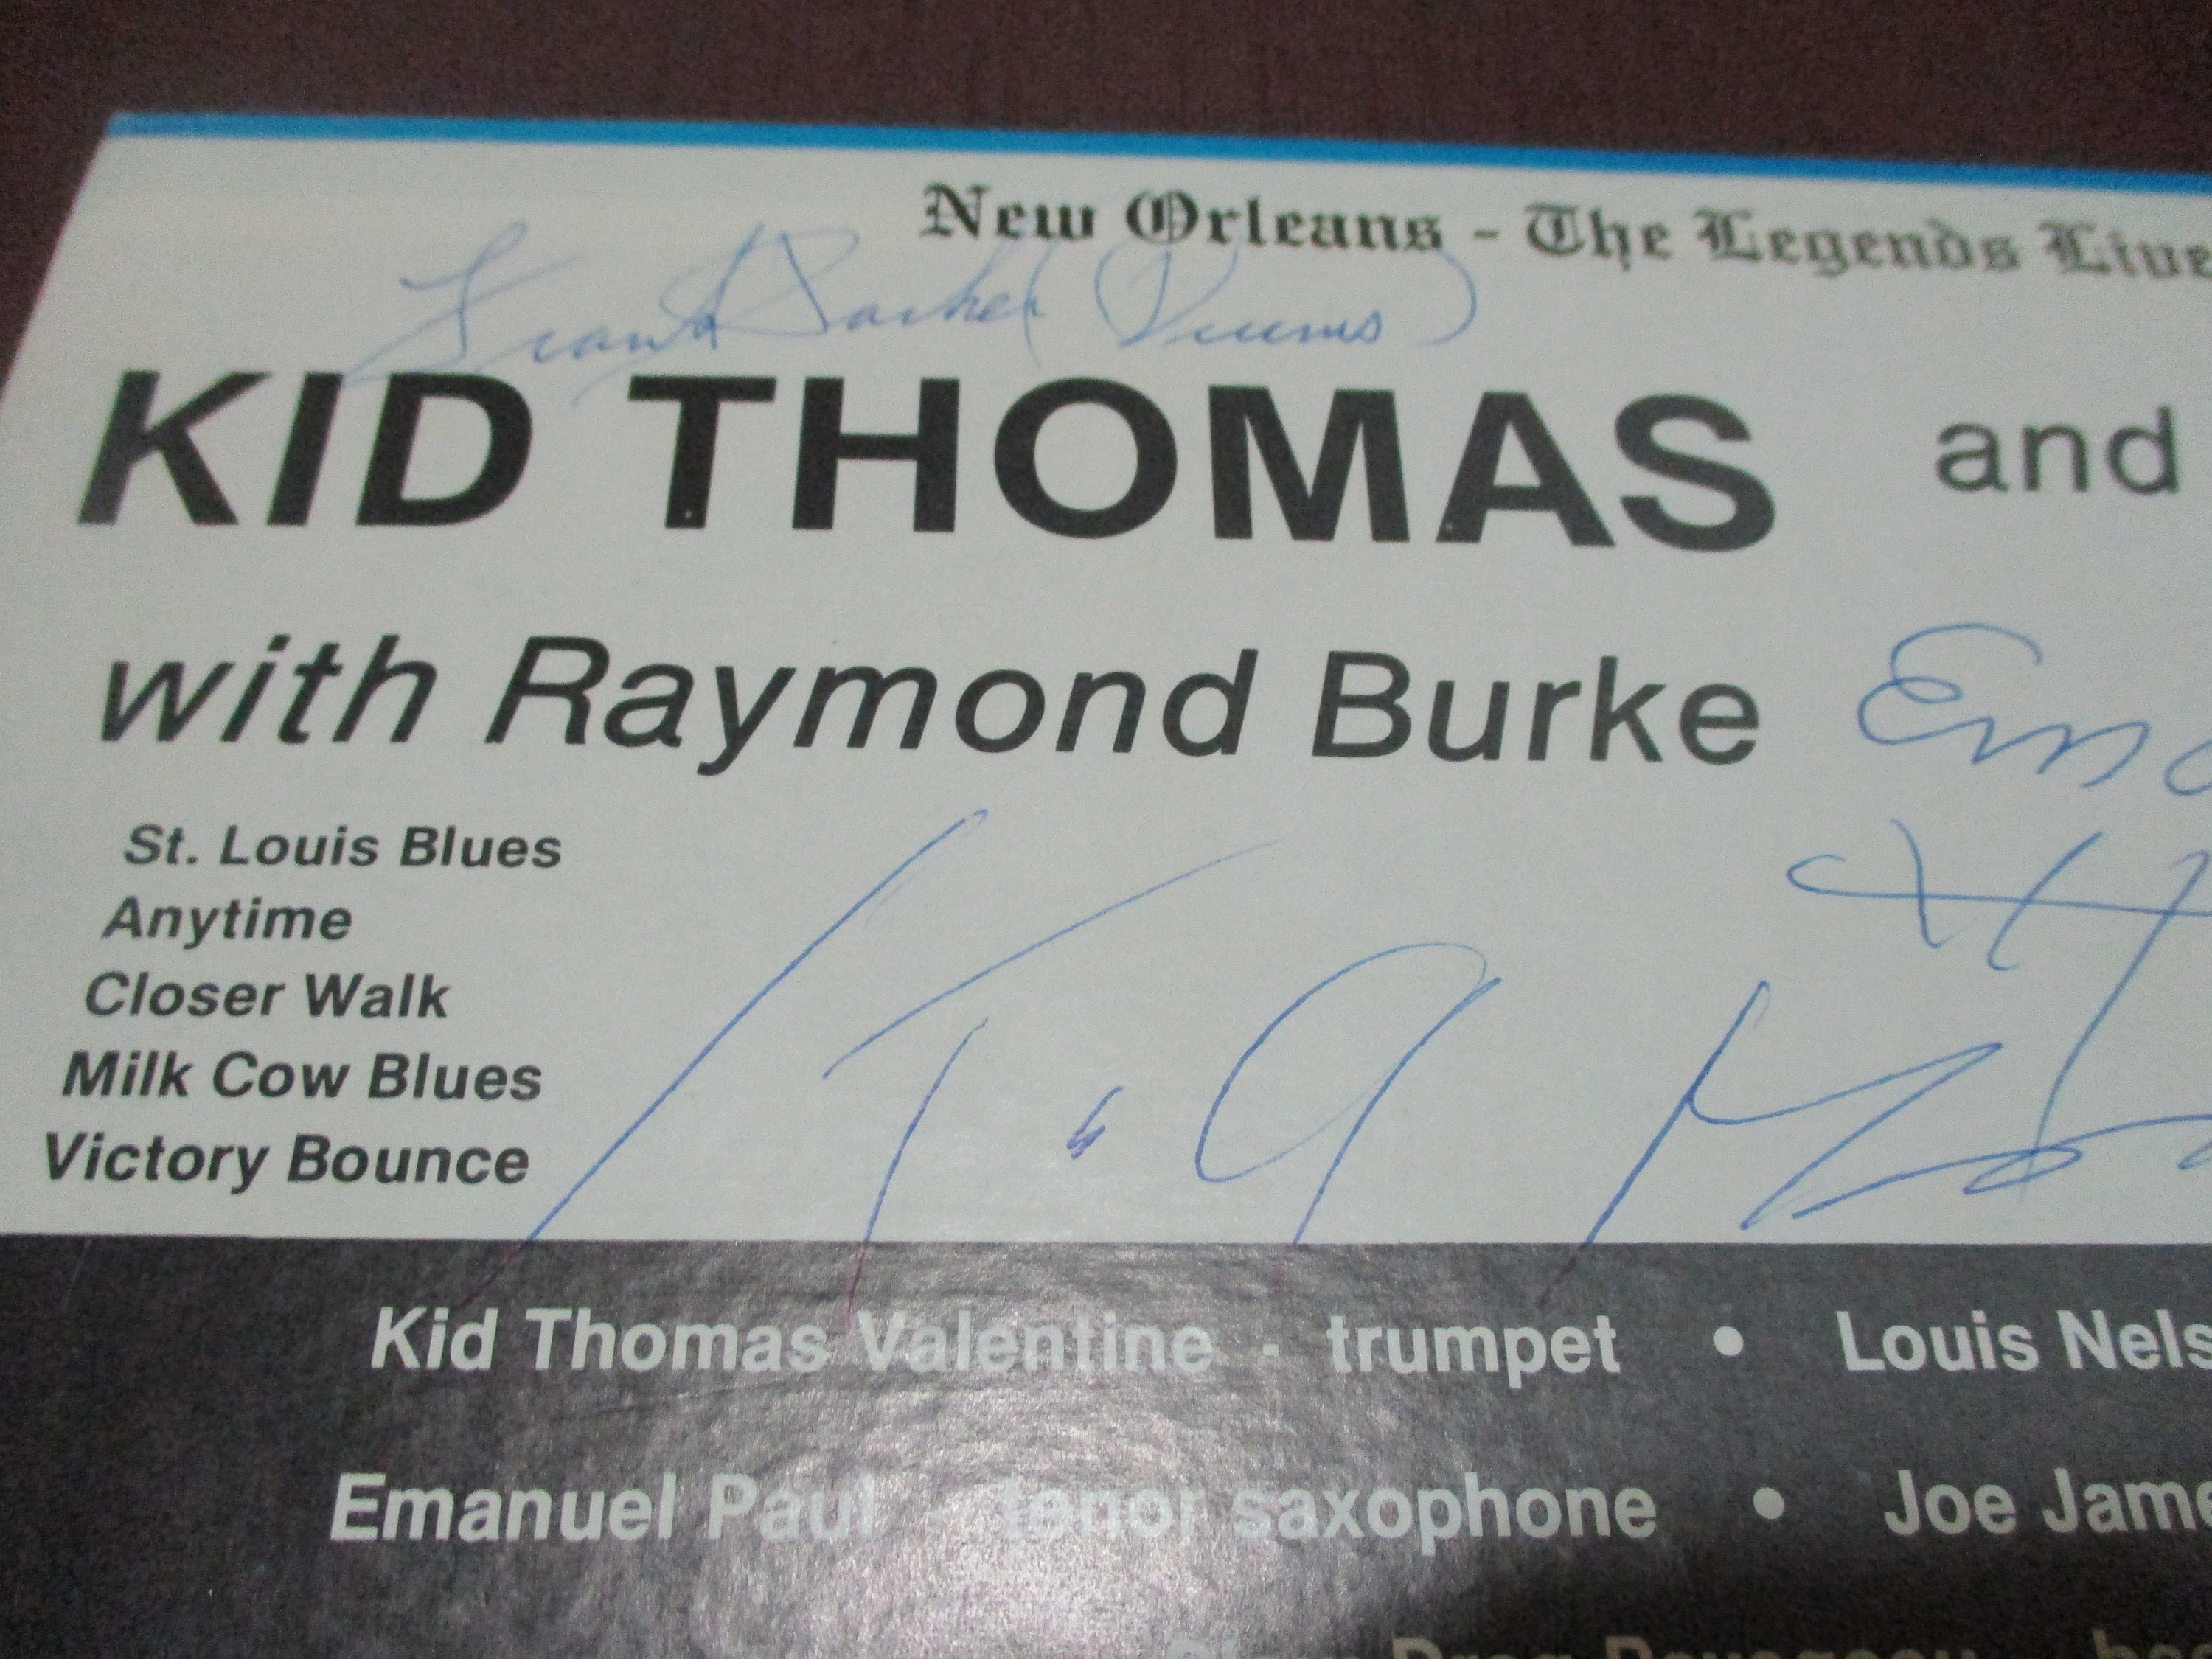 New Orleans - The Legends Live
Frank Parker (Drums)
KID THOMAS and
with Raymond Burke
St. Louis Blues
Anytime
Closer Walk
Milk Cow Blues
Victory Bounce
Kid Thomas Valentine - trumpet • Louis Nels
Emanuel Paul - tenor saxophone • Joe Jame